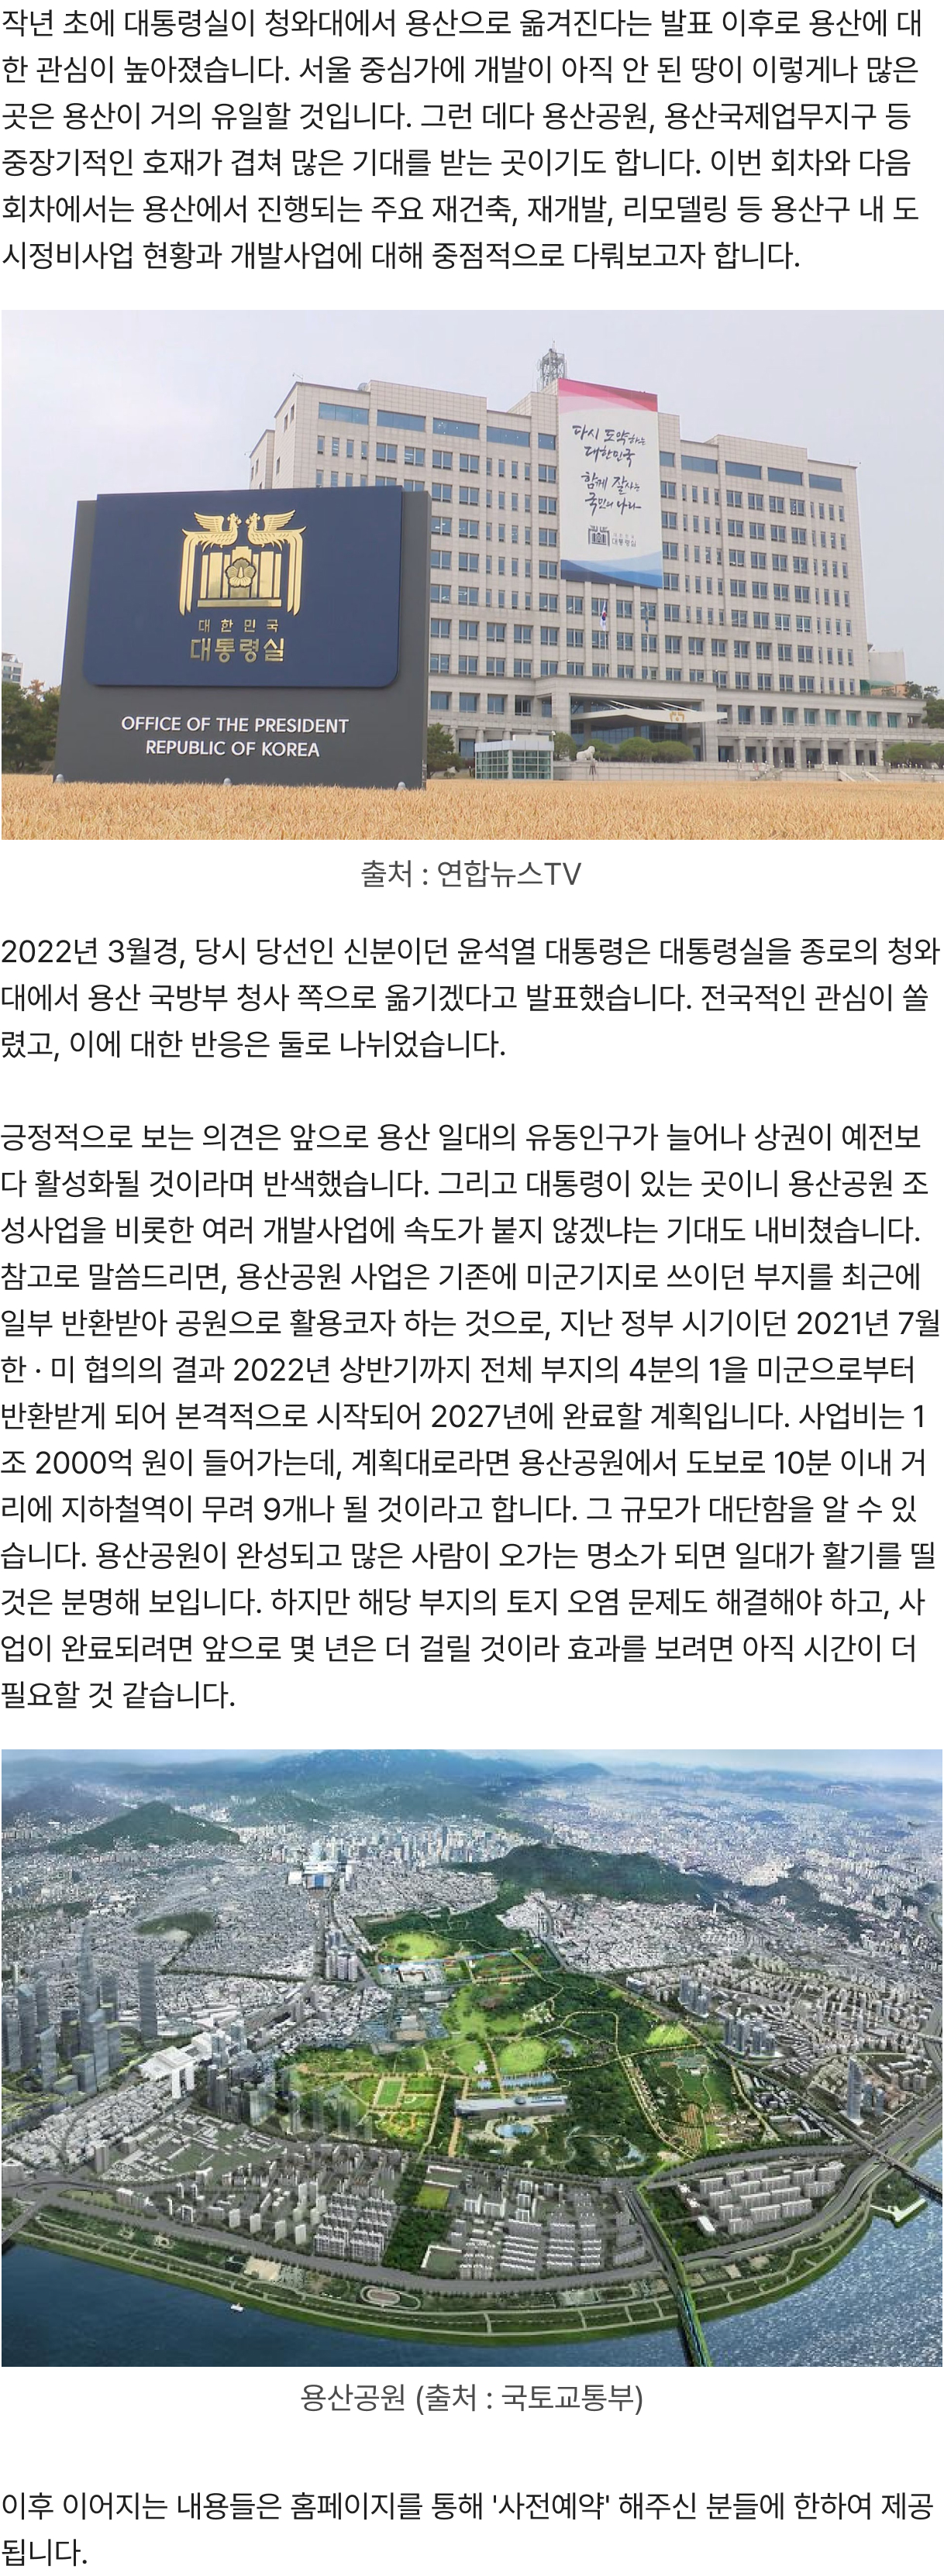 작년 초에 대통령실이 청와대에서 용산으로 옮겨진다는 발표 이후로 용산에 대
한 관심이 높아졌습니다. 서울 중심가에 개발이 아직 안 된 땅이 이렇게나 많은
곳은 용산이 거의 유일할 것입니다. 그런 데다 용산공원, 용산국제업무지구 등
중장기적인 호재가 겹쳐 많은 기대를 받는 곳이기도 합니다. 이번 회차와 다음
회차에서는 용산에서 진행되는 주요 재건축, 재개발, 리모델링 등 용산구 내 도
시정비사업 현황과 개발사업에 대해 중점적으로 다뤄보고자 합니다.
다시 도약하는
대한민국
함께 잘사는
국민의 나라
대통령실
대한민국
대통령실
OFFICE OF THE PRESIDENT
REPUBLIC OF KOREA
출처 : 연합뉴스TV
2022년 3월경, 당시 당선인 신분이던 윤석열 대통령은 대통령실을 종로의 청와
대에서 용산 국방부 청사 쪽으로 옮기겠다고 발표했습니다. 전국적인 관심이 쏠
렸고, 이에 대한 반응은 둘로 나뉘었습니다.
긍정적으로 보는 의견은 앞으로 용산 일대의 유동인구가 늘어나 상권이 예전보
다 활성화될 것이라며 반색했습니다. 그리고 대통령이 있는 곳이니 용산공원 조
성사업을 비롯한 여러 개발사업에 속도가 붙지 않겠냐는 기대도 내비쳤습니다.
참고로 말씀드리면, 용산공원 사업은 기존에 미군기지로 쓰이던 부지를 최근에
일부 반환받아 공원으로 활용코자 하는 것으로, 지난 정부 시기이던 2021년 7월
한 · 미 협의의 결과 2022년 상반기까지 전체 부지의 4분의 1을 미군으로부터
반환받게 되어 본격적으로 시작되어 2027년에 완료할 계획입니다. 사업비는 1
조 2000억 원이 들어가는데, 계획대로라면 용산공원에서 도보로 10분 이내 거
리에 지하철역이 무려 9개나 될 것이라고 합니다. 그 규모가 대단함을 알 수 있
습니다. 용산공원이 완성되고 많은 사람이 오가는 명소가 되면 일대가 활기를 띨
것은 분명해 보입니다. 하지만 해당 부지의 토지 오염 문제도 해결해야 하고, 사
업이 완료되려면 앞으로 몇 년은 더 걸릴 것이라 효과를 보려면 아직 시간이 더
필요할 것 같습니다.
용산공원 (출처 : 국토교통부)
이후 이어지는 내용들은 홈페이지를 통해 '사전예약' 해주신 분들에 한하여 제공
됩니다.